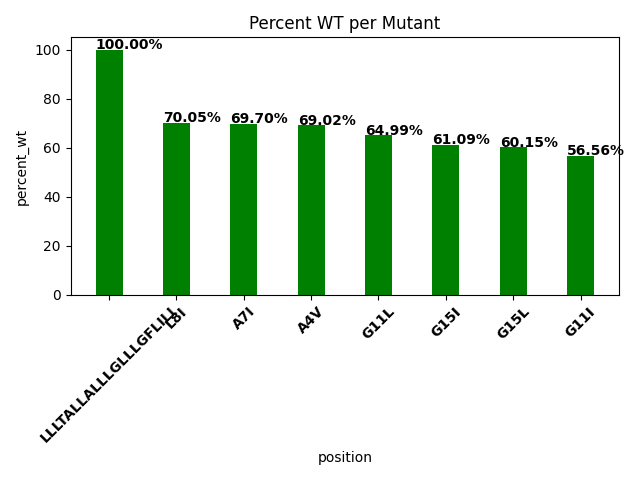 Percent WT per Mutant
percent_wt
100
80
60
40
20
0
100.00%
70.05%
69.70%
69.02%
64.99%
61.09%
60.15%
56.56%
LLLTALLALLLGLLLGFLILI
L8I
A7I
A4V
G11L
G15I
G15L
G11I
position